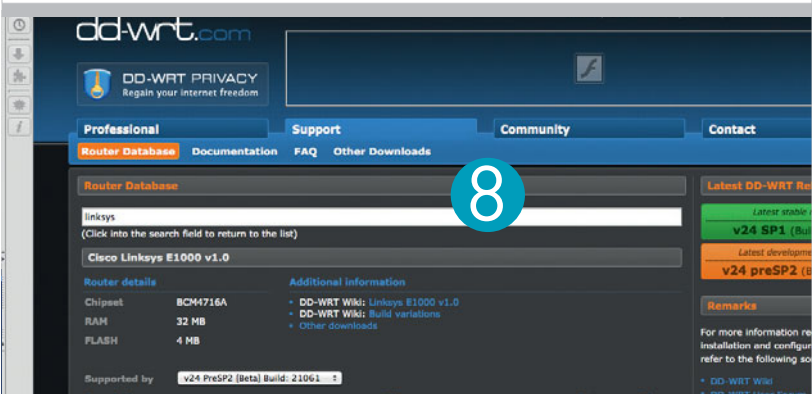 dd-wrt.com
DD-WRT PRIVACY
Regain your internet freedom
Professional
Support
Community
Contact
Router Database
Documentation
FAQ
Other Downloads
8
Router Database
linksys
(Click into the search field to return to the list)
Cisco Linksys E1000 v1.0
Router details
Chipset BCM4716A
RAM 32 MB
FLASH 4 MB
Supported by v24 PreSP2 [Beta] Build: 21061
Additional information
DD-WRT Wiki: Linksys E1000 v1.0
DD-WRT Wiki: Build variations
Other downloads
Latest DD-WRT Re
Latest stable
v24 SP1 (Bui
Latest developme
v24 preSP2 (B
Remarks
For more information re
installation and configur
refer to the following so
DD-WRT Wiki